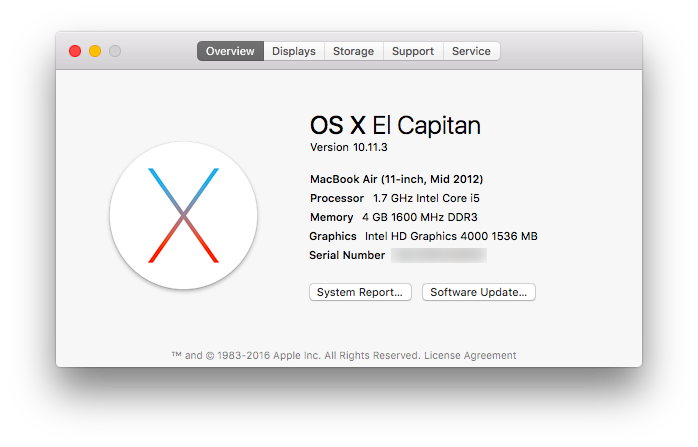 Overview Displays Storage Support Service
OS X El Capitan
Version 10.11.3
MacBook Air (11-inch, Mid 2012)
Processor 1.7 GHz Intel Core i5
Memory 4 GB 1600 MHz DDR3
Graphics Intel HD Graphics 4000 1536 MB
Serial Number
System Report... Software Update...
™ and © 1983-2016 Apple Inc. All Rights Reserved. License Agreement